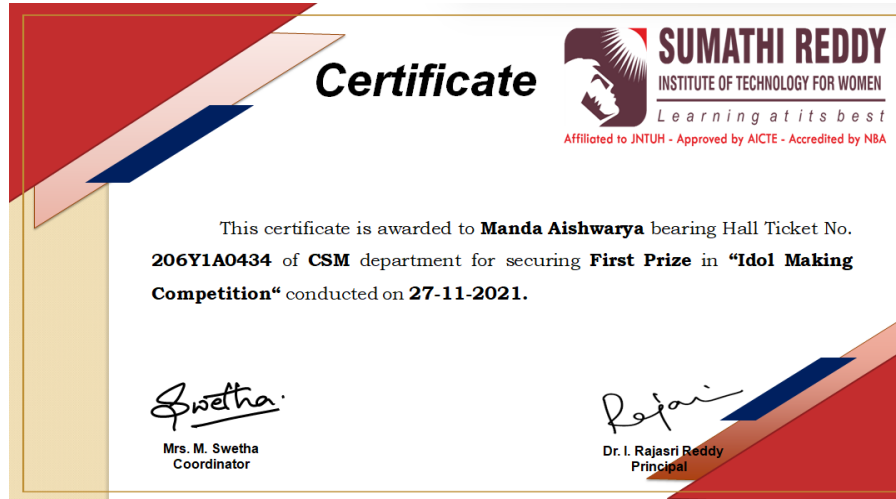 Certificate
SUMATHI REDDY
INSTITUTE OF TECHNOLOGY FOR WOMEN
Learning at its best
Affiliated to JNTUH - Approved by AICTE - Accredited by NBA
This certificate is awarded to Manda Aishwarya bearing Hall Ticket No.
206Y1A0434 of CSM department for securing First Prize in “Idol Making
Competition“ conducted on 27-11-2021.
Swetha.
Rajasri
Mrs. M. Swetha
Coordinator
Dr. I. Rajasri Reddy
Principal